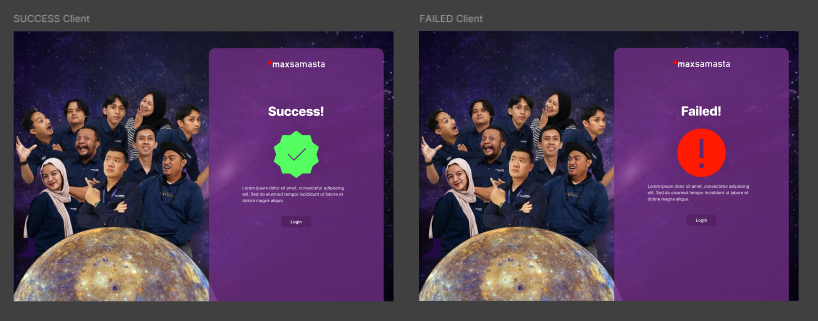 SUCCESS Client
maxsamasta
Success!
Lorem ipsum dolor sit amet, consectetur adipiscing
elit. Sed do eiusmod tempor incididunt ut labore et
dolore magna aliqua.
Login
FAILED Client
maxsamasta
Failed!
Lorem ipsum dolor sit amet, consectetur adipiscing
elit. Sed do eiusmod tempor incididunt ut labore et
dolore magna aliqua.
Login